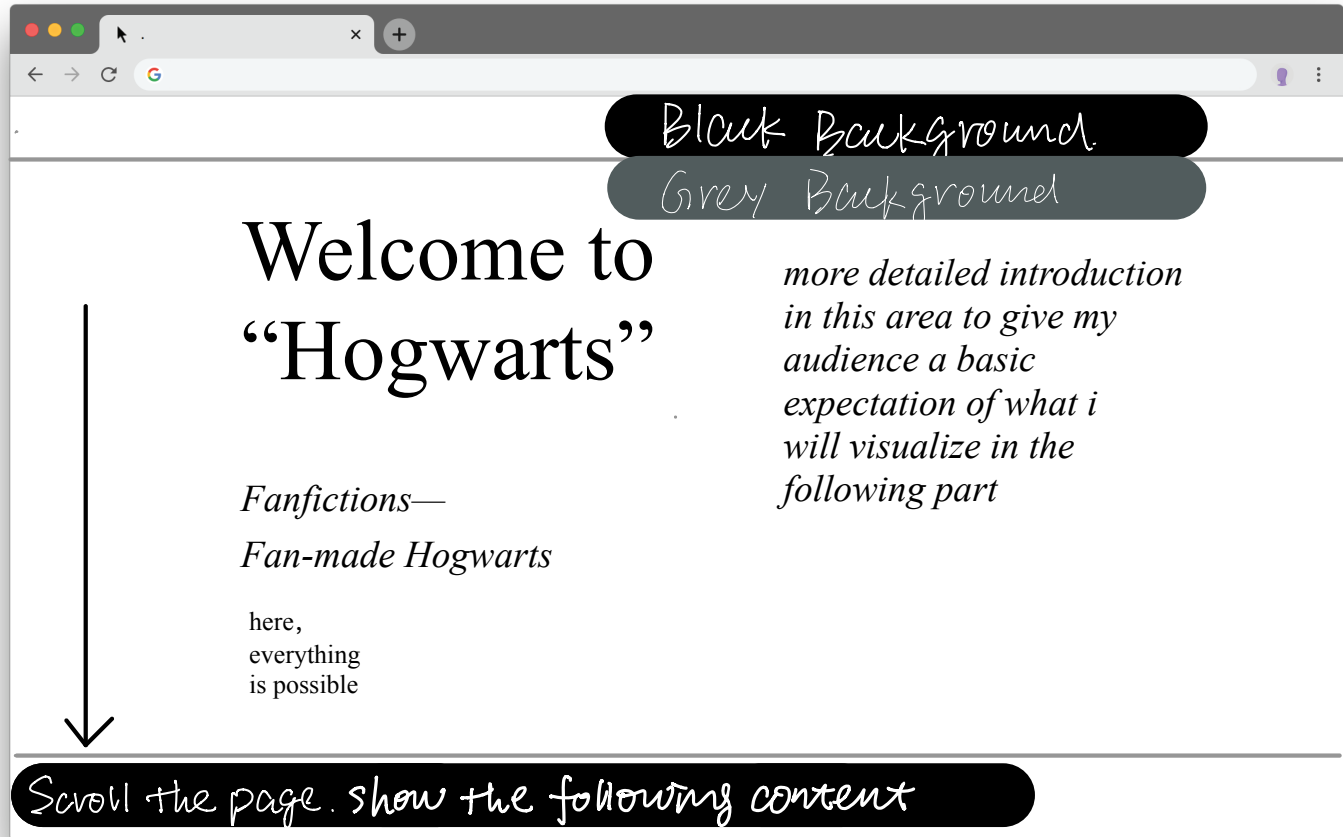 Black Background.
Grey Background
Welcome to
“Hogwarts”
more detailed introduction
in this area to give my
audience a basic
expectation of what i
will visualize in the
following part
Fanfictions—
Fan-made Hogwarts
here,
everything
is possible
Scroll the page. show the following content